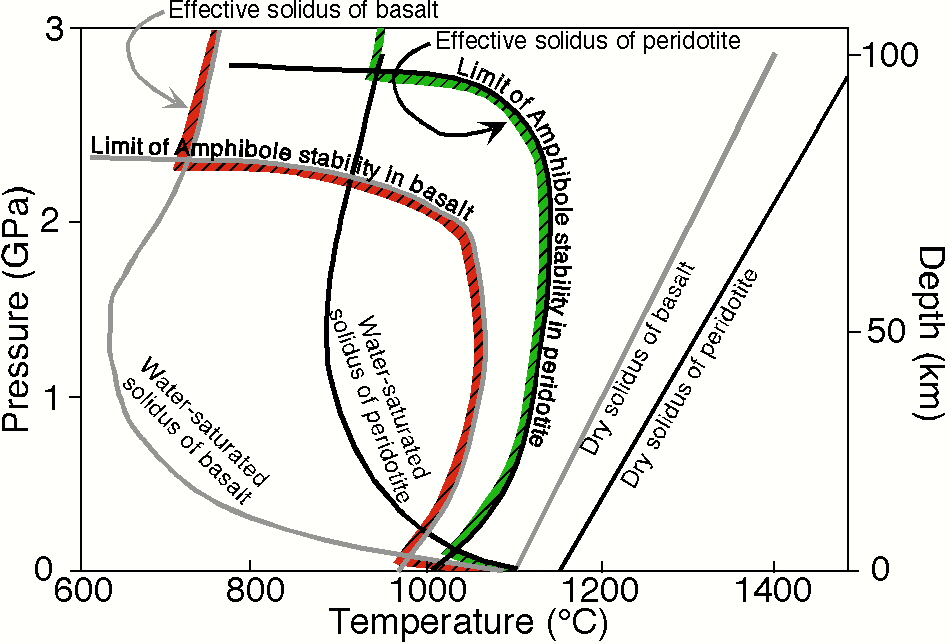 Effective solidus of basalt
3
Effective solidus of peridotite
100
Limit of Amphibole stability in peridotite
Limit of Amphibole stability in basalt
2
Pressure (GPa)
Depth (km)
50
Dry solidus of basalt
Dry solidus of peridotite
Water-saturated
solidus of peridotite
Water-saturated
solidus of basalt
1
0
0
600
800
1000
1200
1400
Temperature (°C)